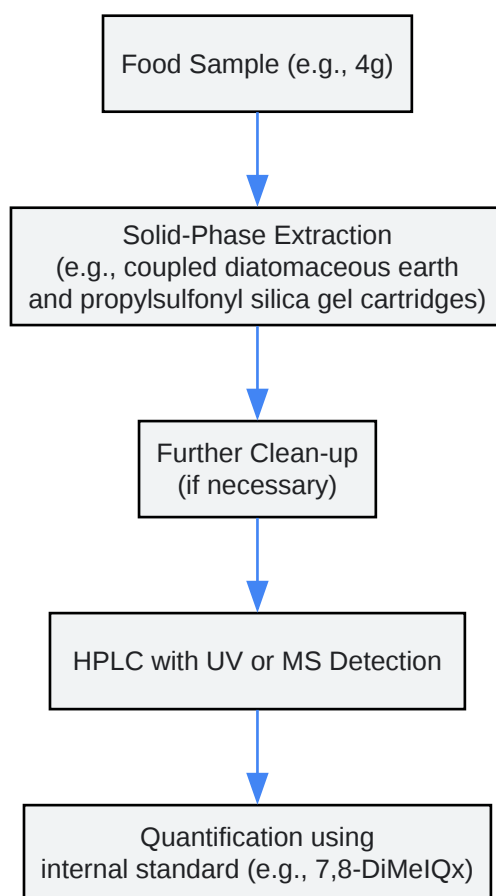 Food Sample (e.g., 4g)
Solid-Phase Extraction
(e.g., coupled diatomaceous earth
and propylsulfonyl silica gel cartridges)
Further Clean-up
(if necessary)
HPLC with UV or MS Detection
Quantification using
internal standard (e.g., 7,8-DiMeIQx)